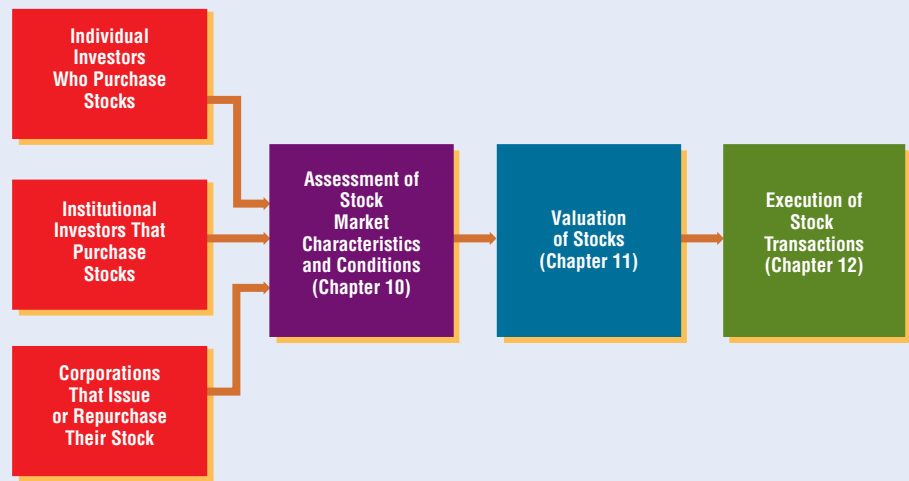 Individual
Investors
Who Purchase
Stocks
Institutional
Investors That
Purchase
Stocks
Corporations
That Issue
or Repurchase
Their Stock
Assessment of
Stock
Market
Characteristics
and Conditions
(Chapter 10)
Valuation
of Stocks
(Chapter 11)
Execution of
Stock
Transactions
(Chapter 12)